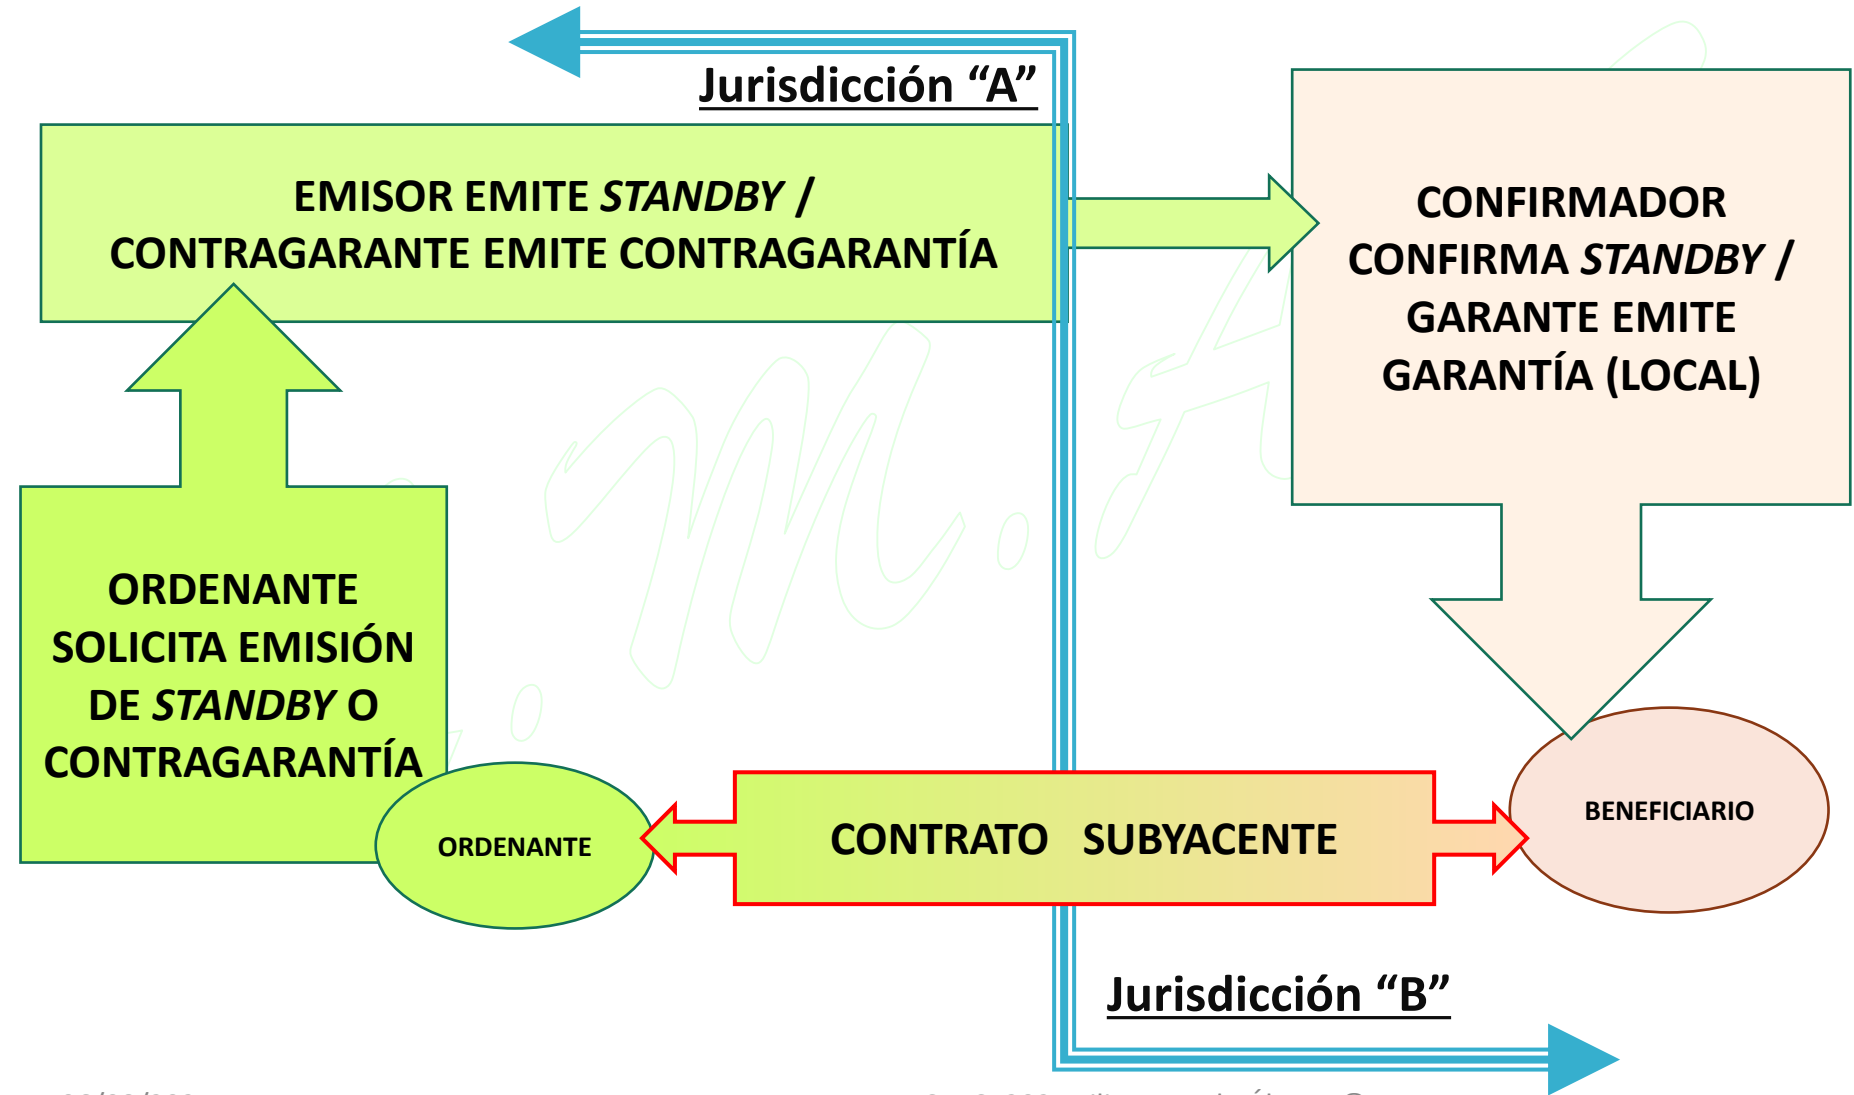 Jurisdicción “A”
EMISOR EMITE STANDBY /
CONTRAGARANTE EMITE CONTRAGARANTÍA
CONFIRMADOR
CONFIRMA STANDBY /
GARANTE EMITE
GARANTÍA (LOCAL)
ORDENANTE
SOLICITA EMISIÓN
DE STANDBY O
CONTRAGARANTÍA
ORDENANTE
CONTRATO SUBYACENTE
BENEFICIARIO
Jurisdicción “B”